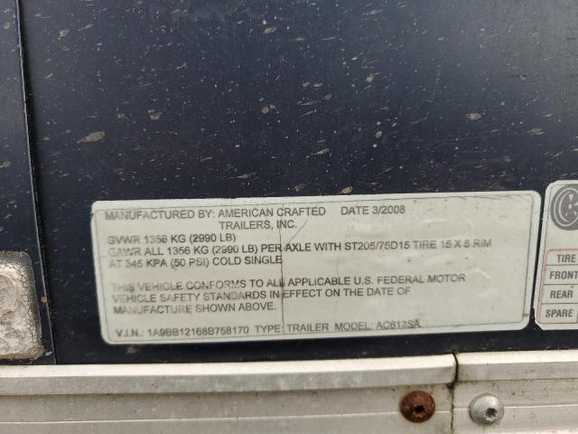 MANUFACTURED BY: AMERICAN CRAFTED DATE 3/2008
TRAILERS, INC.
GVWR 1356 KG (2990 LB)
GAWR ALL 1356 KG (2990 LB) PER AXLE WITH ST205/75D15 TIRE 15 X 5 RIM
AT 345 KPA (50 PSI) COLD SINGLE
THIS VEHICLE CONFORMS TO ALL APPLICABLE U.S. FEDERAL MOTOR
VEHICLE SAFETY STANDARDS IN EFFECT ON THE DATE OF
MANUFACTURE SHOWN ABOVE.
V.I.N.: 1A9BB12168B758170 TYPE: TRAILER MODEL: AC612SA
TIRE
FRONT
REAR
SPARE